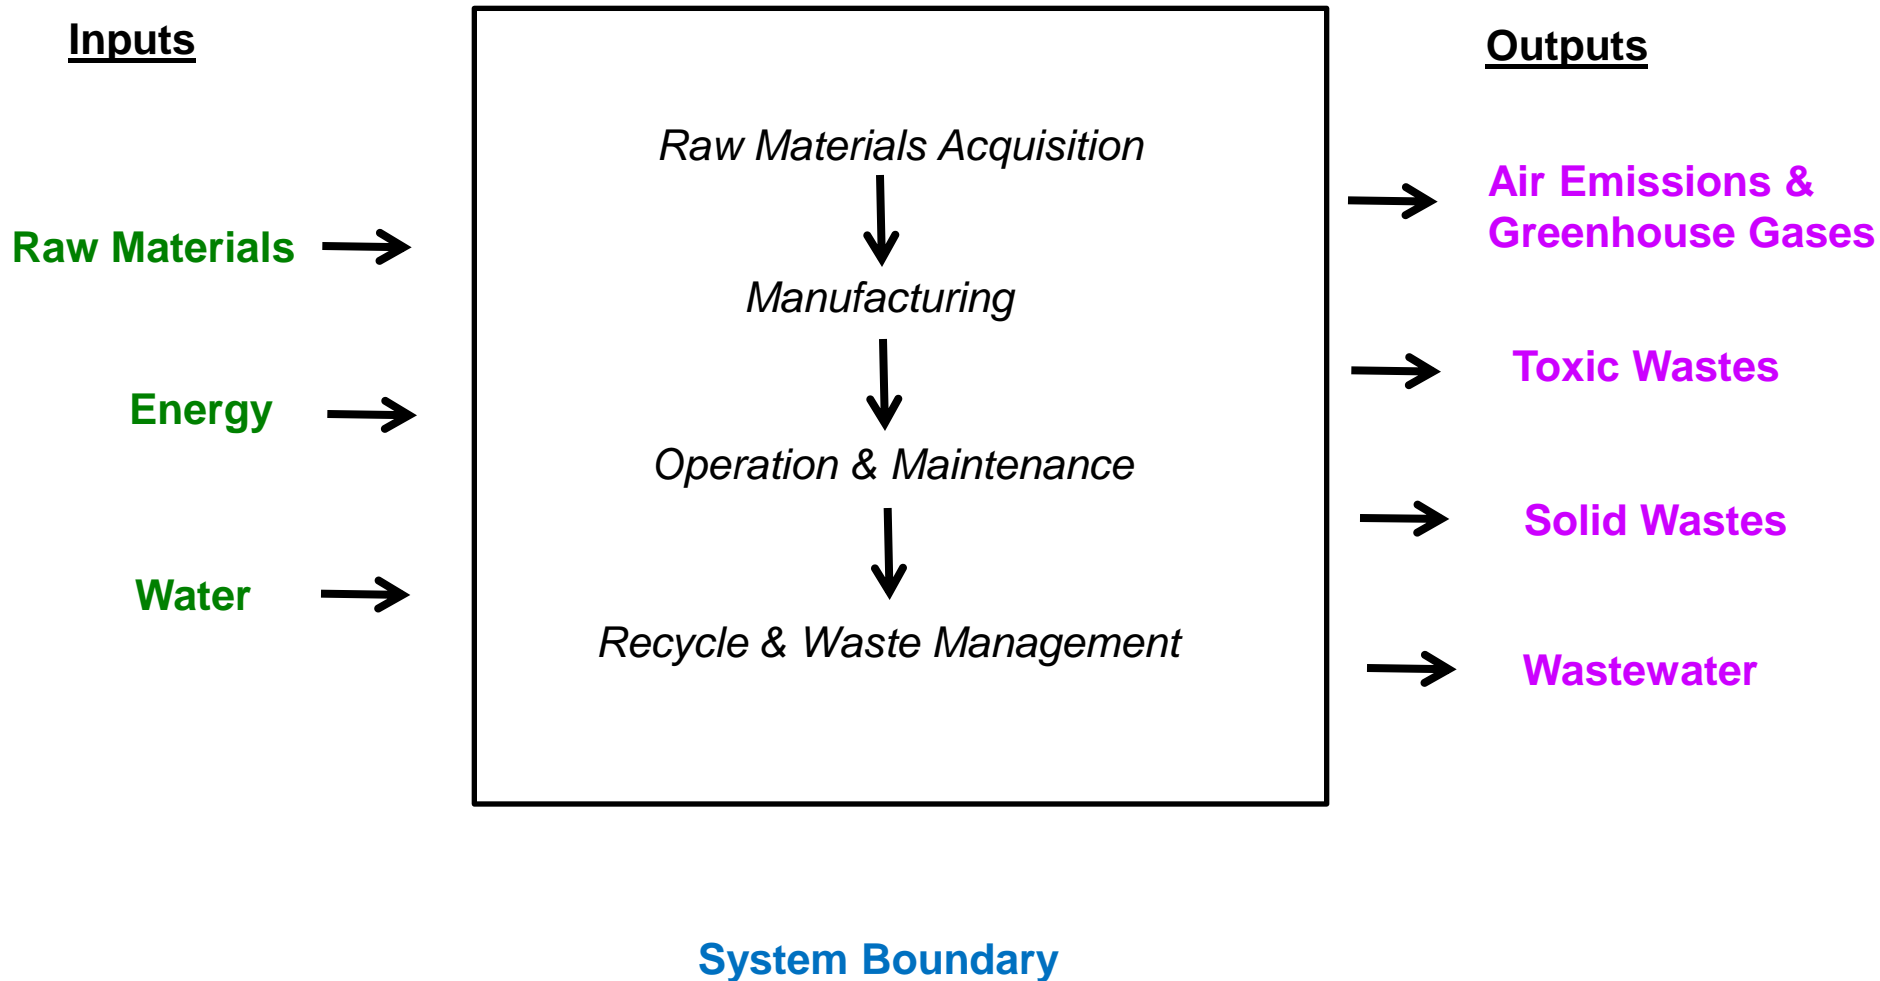 Inputs
Raw Materials
Energy
Water
Raw Materials Acquisition
Manufacturing
Operation & Maintenance
Recycle & Waste Management
Outputs
Air Emissions &
Greenhouse Gases
Toxic Wastes
Solid Wastes
Wastewater
System Boundary